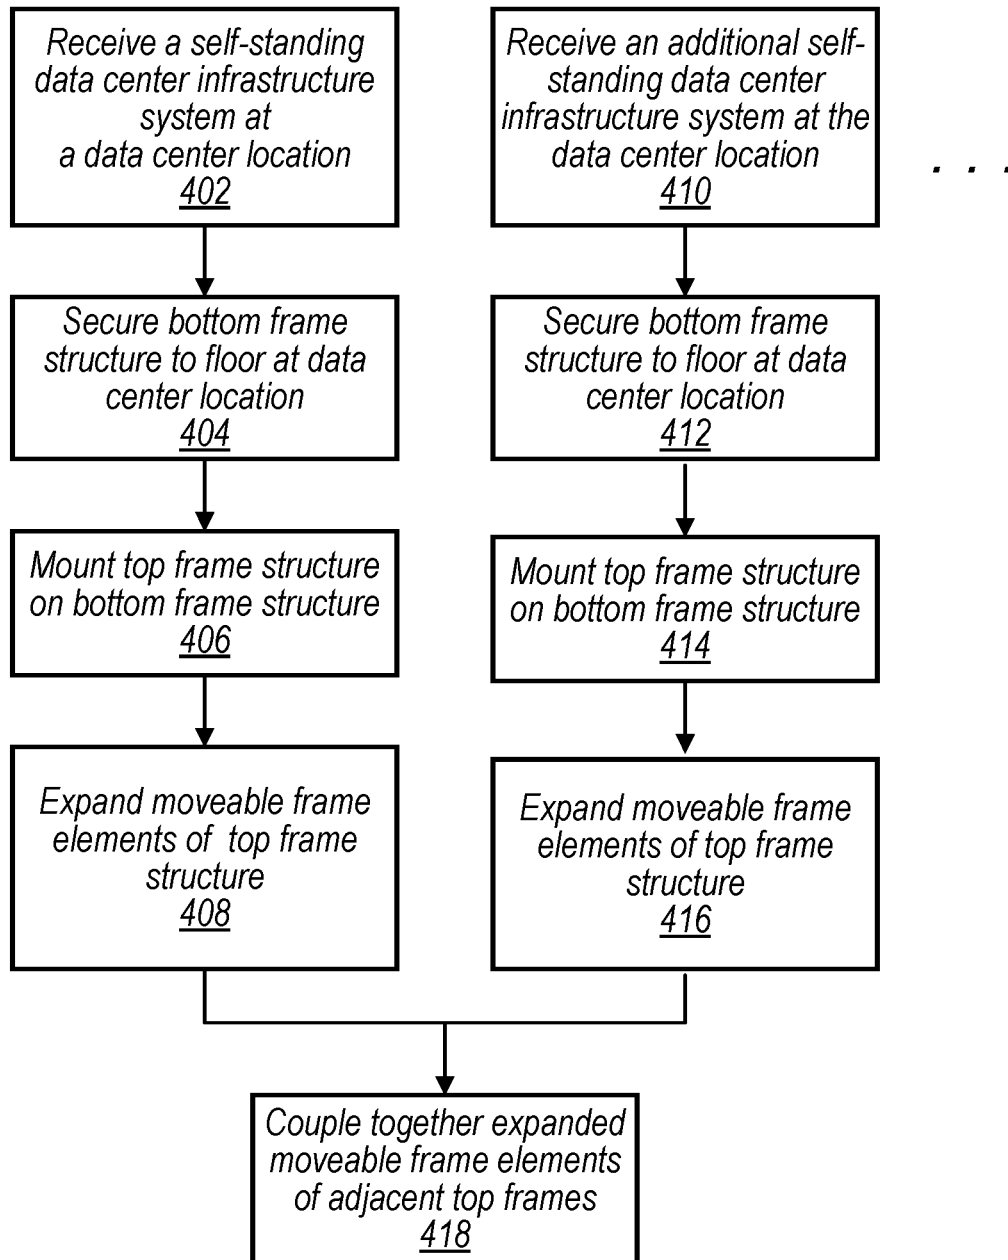 Receive a self-standing
data center infrastructure
system at
a data center location
402
Receive an additional self-
standing data center
infrastructure system at the
data center location
410
. . .
Secure bottom frame
structure to floor at data
center location
404
Secure bottom frame
structure to floor at data
center location
412
Mount top frame structure
on bottom frame structure
406
Mount top frame structure
on bottom frame structure
414
Expand moveable frame
elements of top frame
structure
408
Expand moveable frame
elements of top frame
structure
416
Couple together expanded
moveable frame elements
of adjacent top frames
418